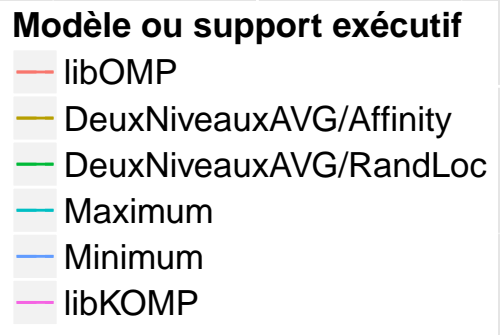 Modèle ou support exécutif
libOMP
DeuxNiveauxAVG/Affinity
DeuxNiveauxAVG/RandLoc
Maximum
Minimum
libKOMP